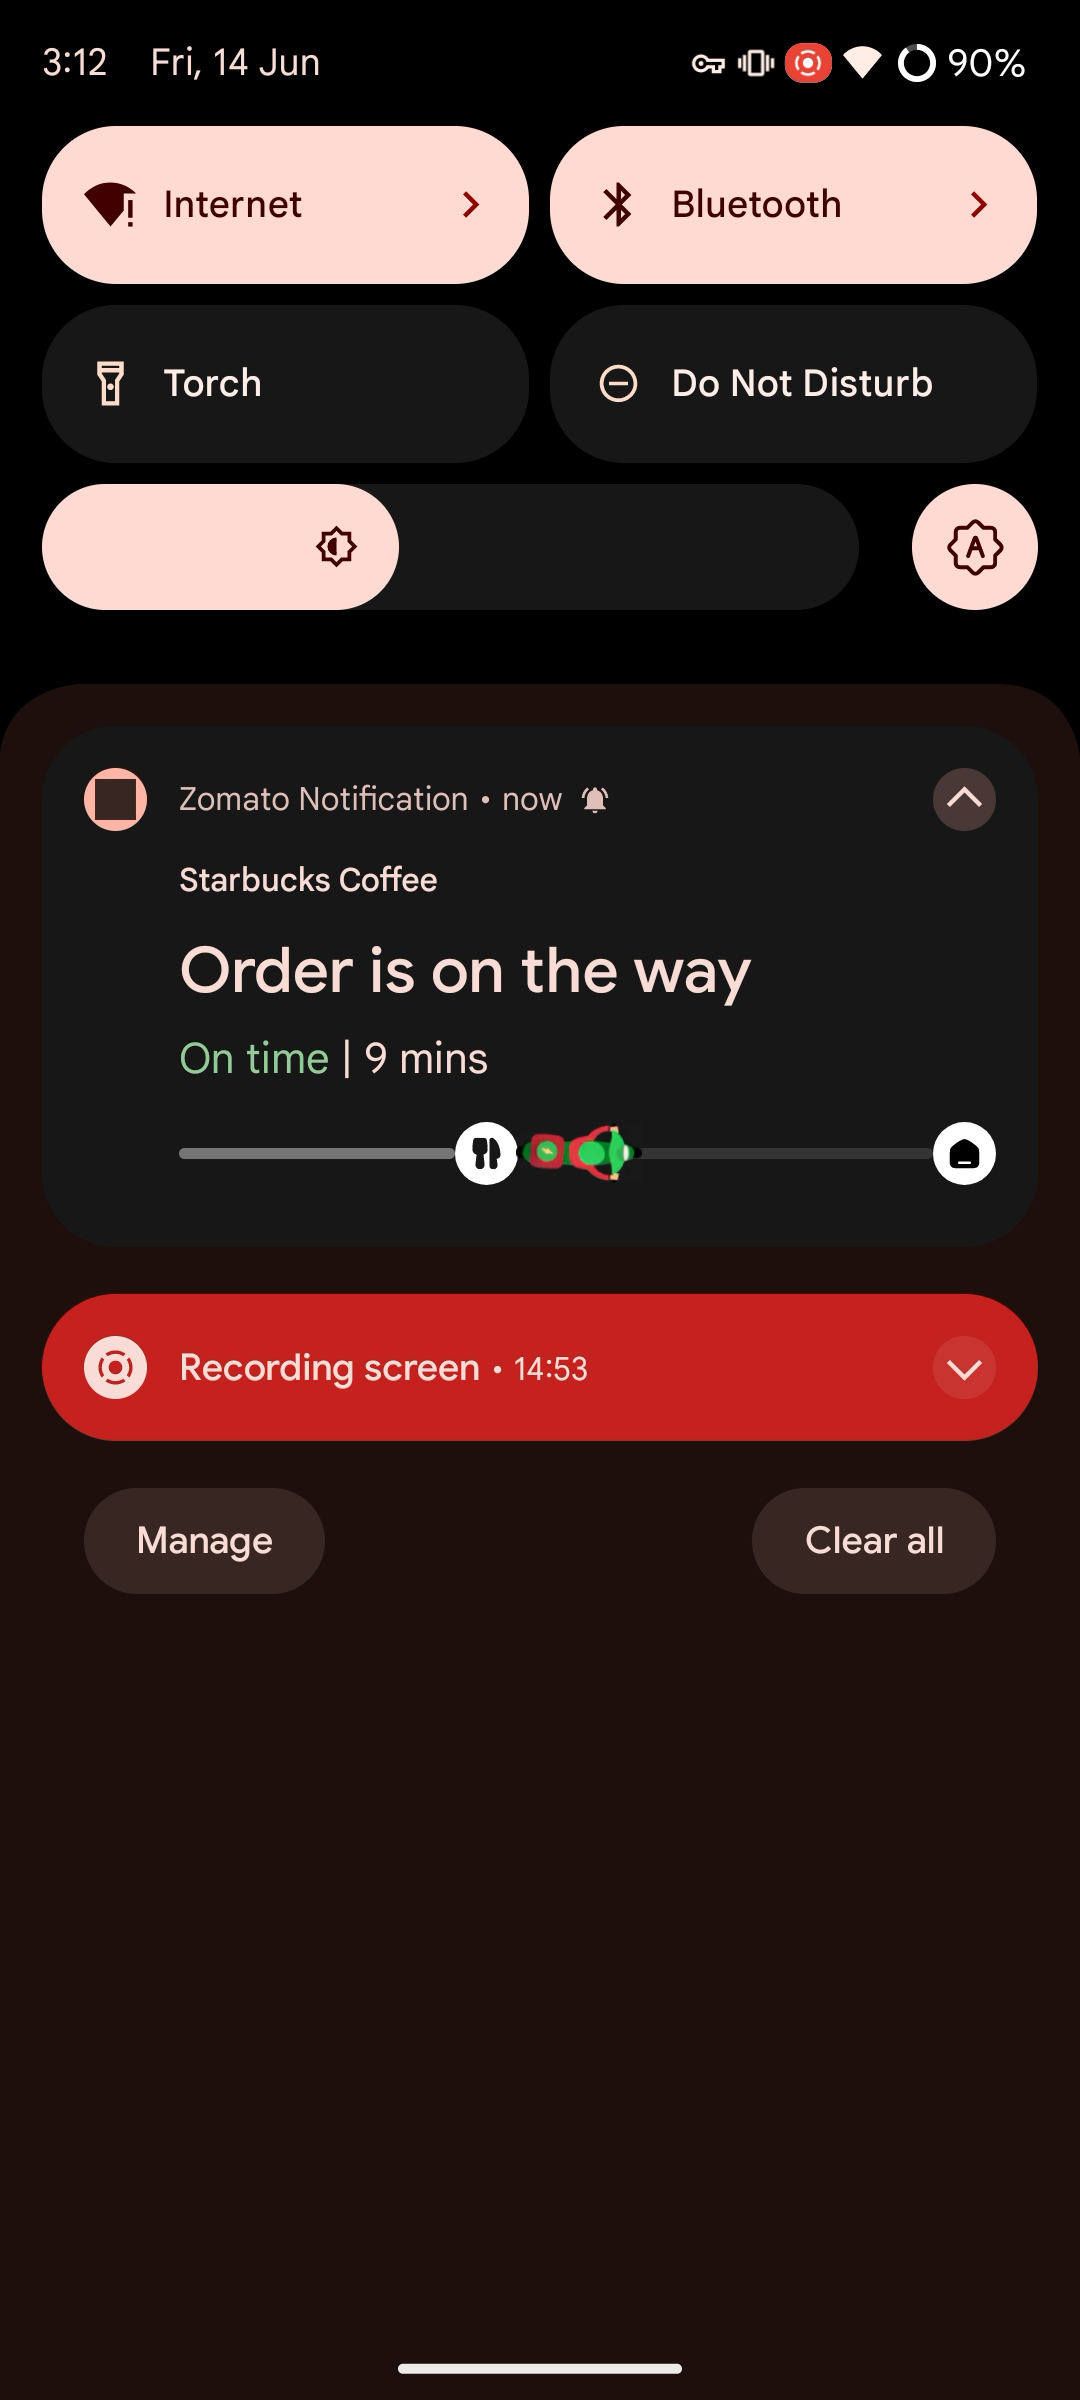 3:12 Fri, 14 Jun 90%
Internet Bluetooth
Torch Do Not Disturb
A
Zomato Notification • now
Starbucks Coffee
Order is on the way
On time | 9 mins
Recording screen • 14:53
Manage Clear all